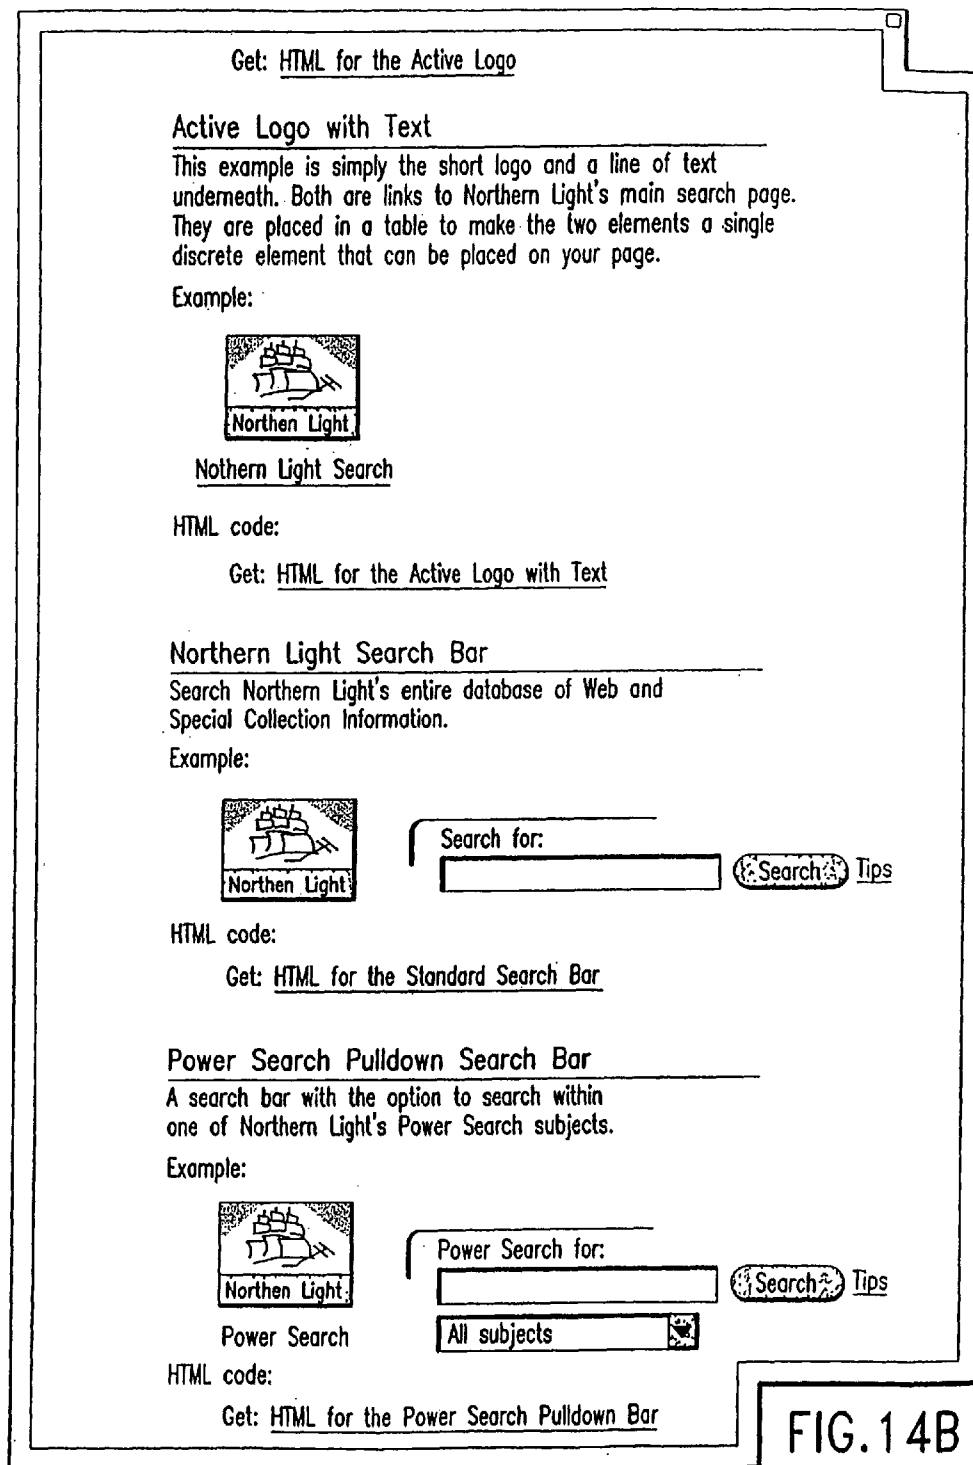 Get: HTML for the Active Logo
Active Logo with Text
This example is simply the short logo and a line of text
underneath. Both are links to Northern Light's main search page.
They are placed in a table to make the two elements a single
discrete element that can be placed on your page.
Example:
Northen Light
Nothern Light Search
HTML code:
Get: HTML for the Active Logo with Text
Northern Light Search Bar
Search Northern Light's entire database of Web and
Special Collection Information.
Example:
Search for:
Northen Light
Search Tips
HTML code:
Get: HTML for the Standard Search Bar
Power Search Pulldown Search Bar
A search bar with the option to search within
one of Northern Light's Power Search subjects.
Example:
Power Search for:
Northen Light
Search Tips
Power Search
All subjects
HTML code:
Get: HTML for the Power Search Pulldown Bar
FIG.14B